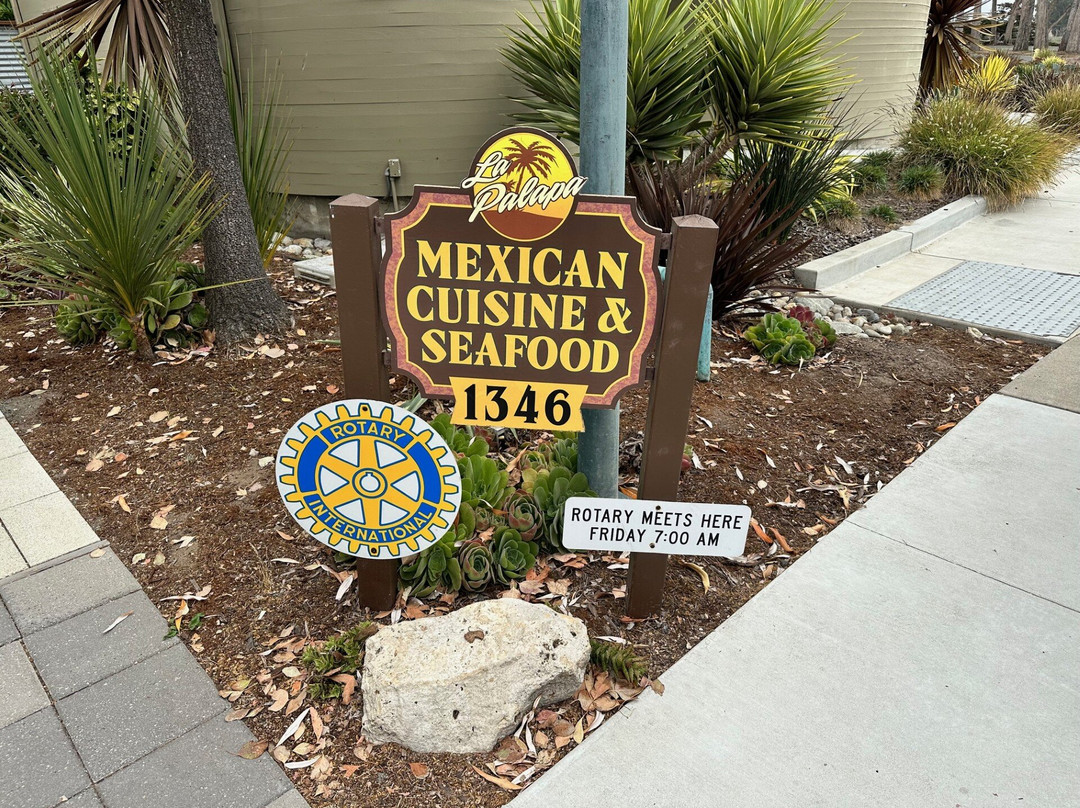 La
Palapa
MEXICAN
CUISINE &
SEAFOOD
1346
ROTARY
INTERNATIONAL
ROTARY MEETS HERE
FRIDAY 7:00 AM